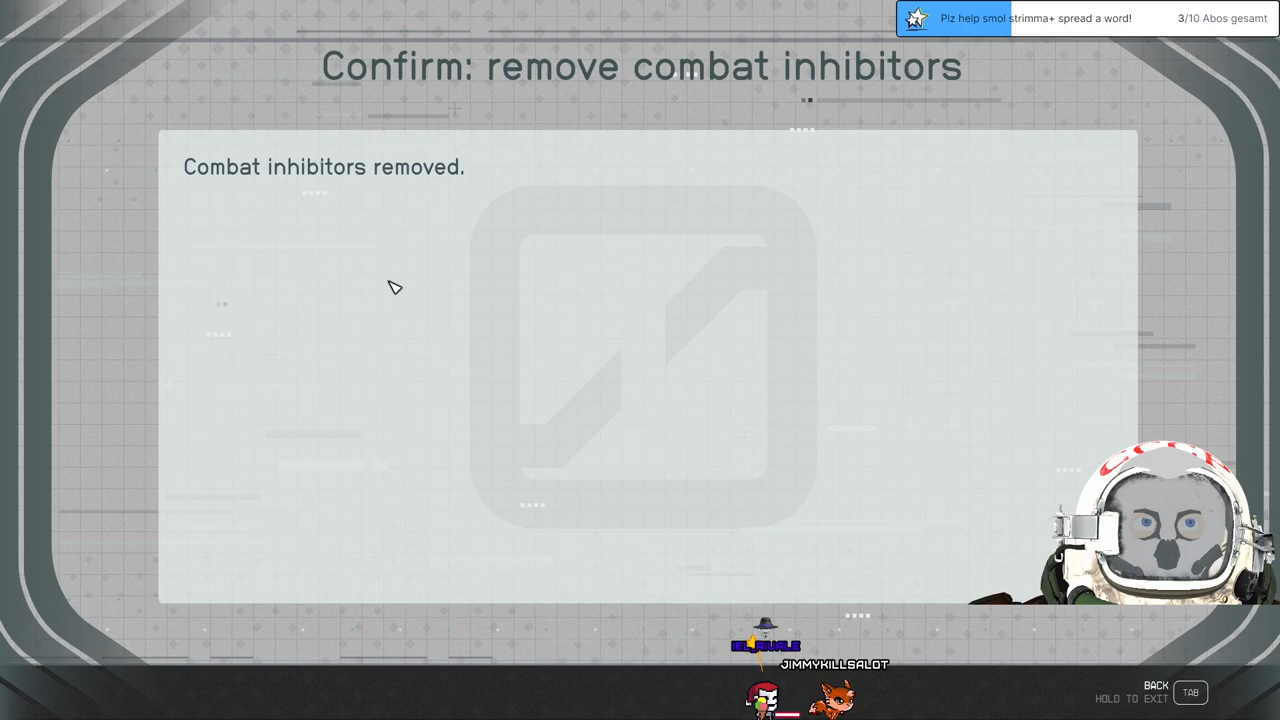 Plz help smol strimma+ spread a word! 3/10 Abos gesamt
Confirm: remove combat inhibitors
Combat inhibitors removed.
JIMMYKILLSALOT
BACK
HOLD TO EXIT
TAB